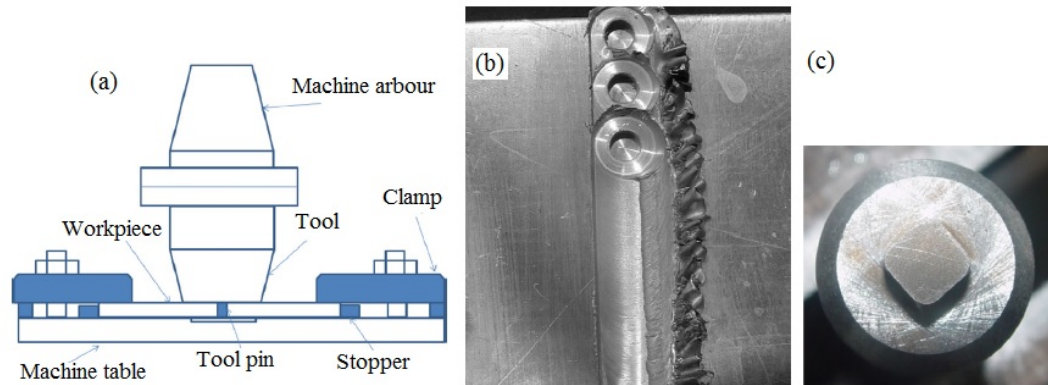 (a)
Machine arbour
Clamp
Workpiece
Tool
Machine table
Tool pin
Stopper
(b)
(c)